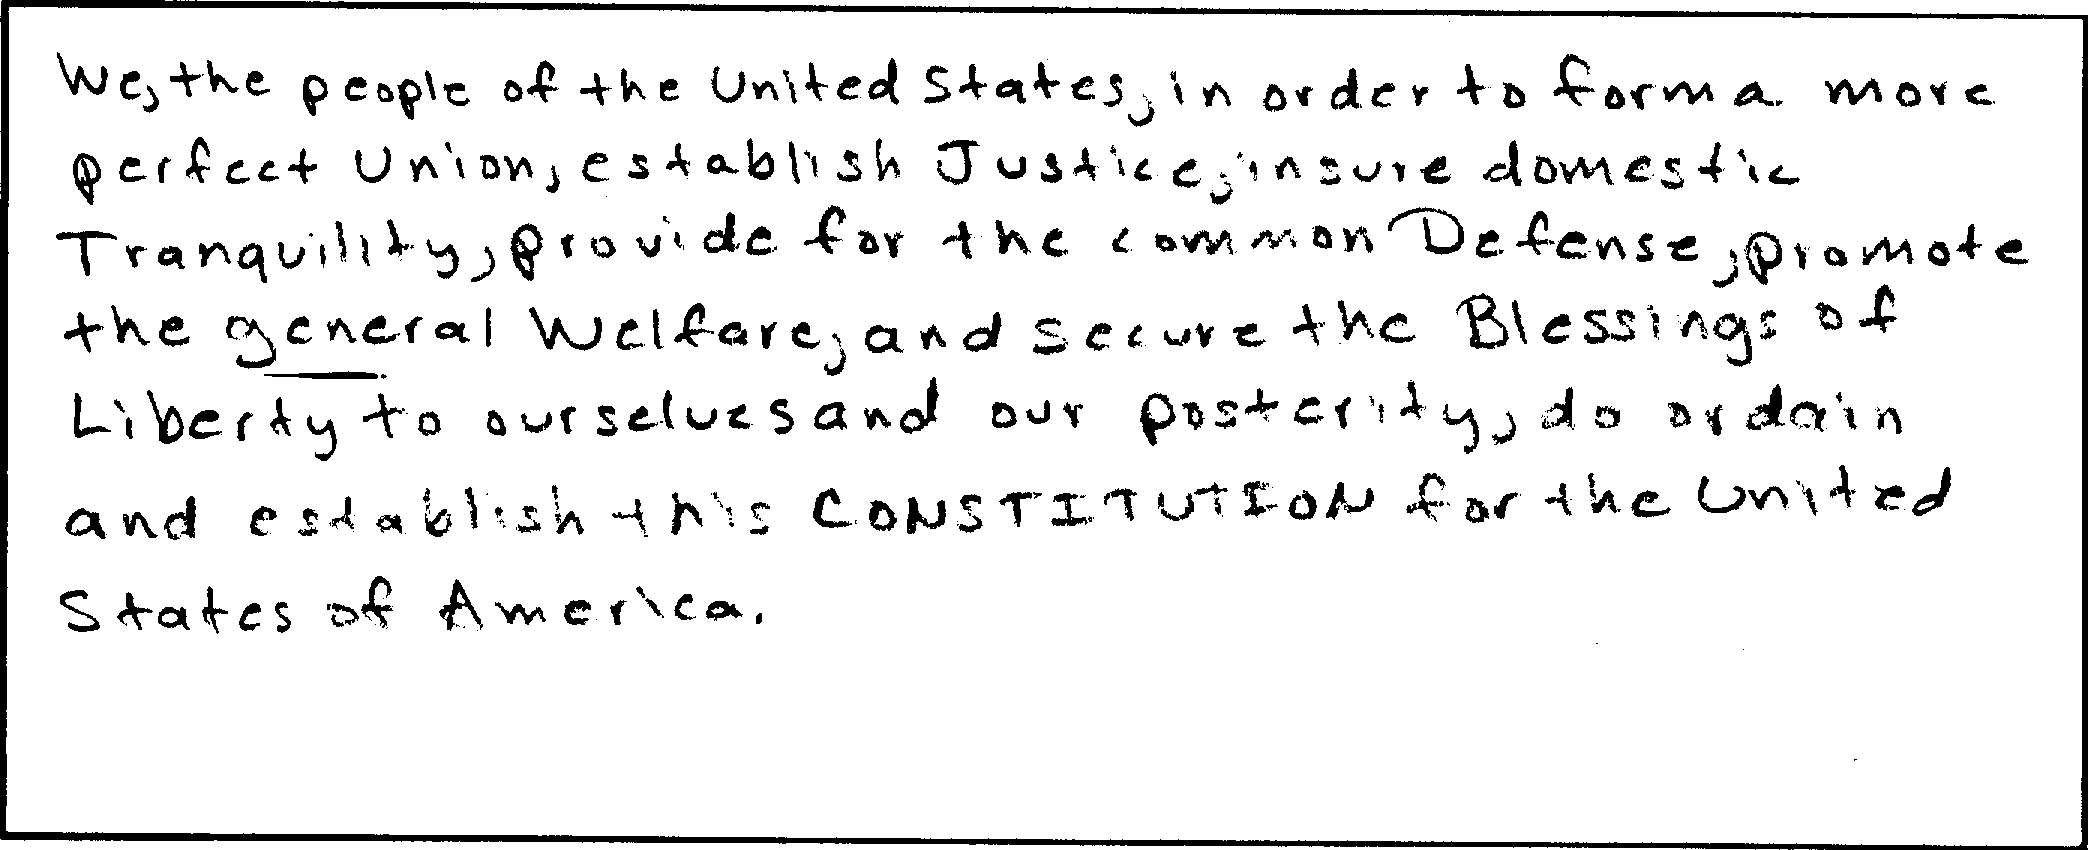 We, the people of the United States, in order to form a more
perfect Union, establish Justice, insure domestic
Tranquility, provide for the common Defense, promote
the general Welfare, and secure the Blessings of
Liberty to ourselves and our posterity, do ordain
and establish this CONSTITUTION for the United
States of America.